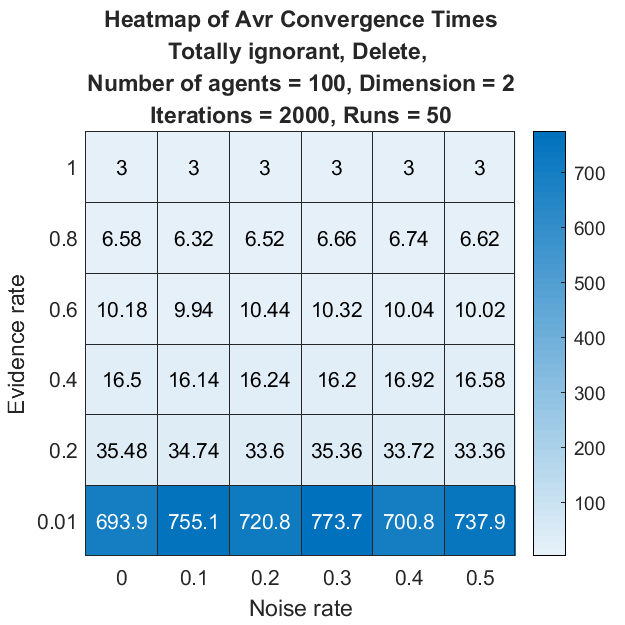 Heatmap of Avr Convergence Times
Totally ignorant, Delete,
Number of agents = 100, Dimension = 2
Iterations = 2000, Runs = 50
Evidence rate
1 3 3 3 3 3 3
0.8 6.58 6.32 6.52 6.66 6.74 6.62
0.6 10.18 9.94 10.44 10.32 10.04 10.02
0.4 16.5 16.14 16.24 16.2 16.92 16.58
0.2 35.48 34.74 33.6 35.36 33.72 33.36
0.01 693.9 755.1 720.8 773.7 700.8 737.9
0 0.1 0.2 0.3 0.4 0.5
Noise rate
700
600
500
400
300
200
100